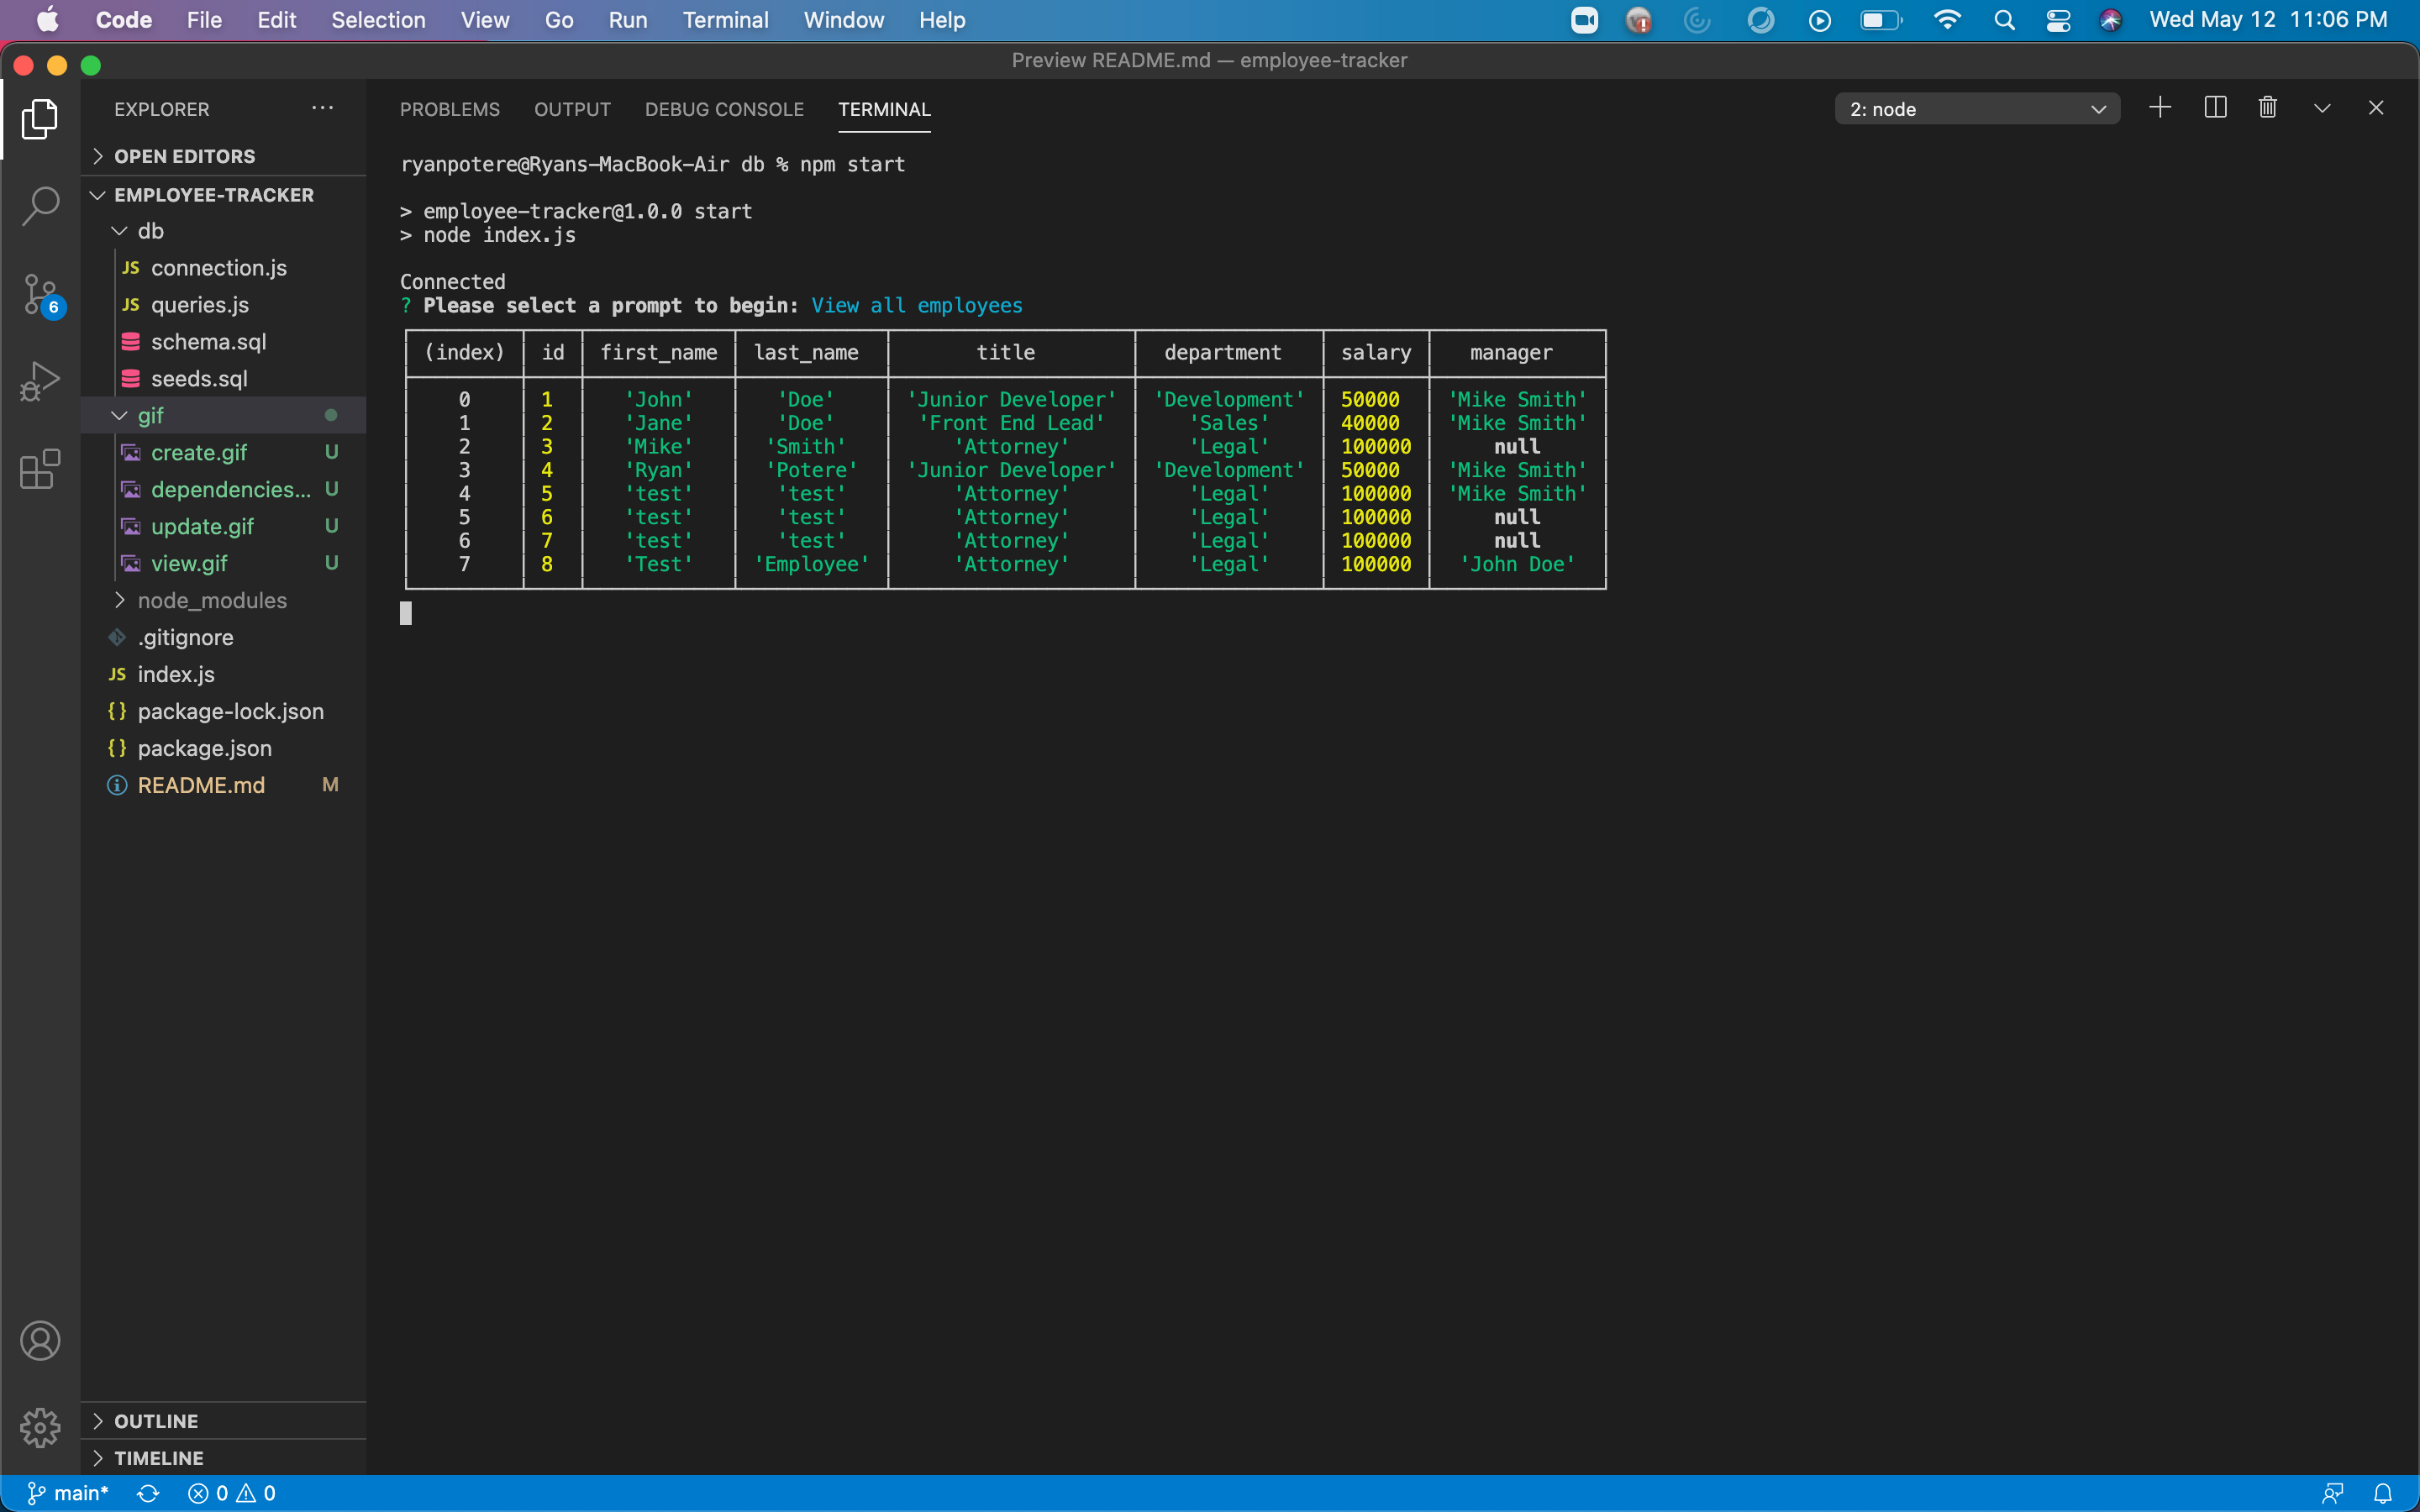 Code File Edit Selection View Go Run Terminal Window Help Wed May 12 11:06 PM
Preview README.md — employee-tracker
EXPLORER ···
OPEN EDITORS
EMPLOYEE-TRACKER
db
JS connection.js
JS queries.js
schema.sql
seeds.sql
gif
create.gif U
dependencies... U
update.gif U
view.gif U
node_modules
.gitignore
JS index.js
{} package-lock.json
{} package.json
README.md M
OUTLINE
TIMELINE
6
PROBLEMS OUTPUT DEBUG CONSOLE TERMINAL 2: node
ryanpotere@Ryans-MacBook-Air db % npm start
> employee-tracker@1.0.0 start
> node index.js
Connected
? Please select a prompt to begin: View all employees
(index) id first_name last_name title department salary manager
0 1 'John' 'Doe' 'Junior Developer' 'Development' 50000 'Mike Smith'
1 2 'Jane' 'Doe' 'Front End Lead' 'Sales' 40000 'Mike Smith'
2 3 'Mike' 'Smith' 'Attorney' 'Legal' 100000 null
3 4 'Ryan' 'Potere' 'Junior Developer' 'Development' 50000 'Mike Smith'
4 5 'test' 'test' 'Attorney' 'Legal' 100000 'Mike Smith'
5 6 'test' 'test' 'Attorney' 'Legal' 100000 null
6 7 'test' 'test' 'Attorney' 'Legal' 100000 null
7 8 'Test' 'Employee' 'Attorney' 'Legal' 100000 'John Doe'
main* 0 0